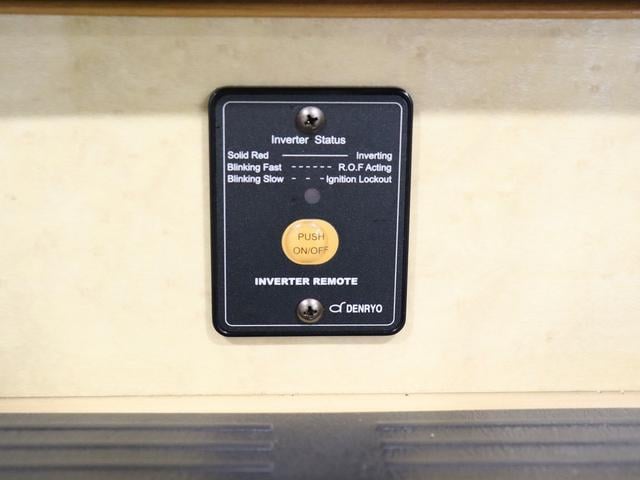 Inverter Status
Solid Red ———— Inverting
Blinking Fast ------ R.O.F Acting
Blinking Slow - - - Ignition Lockout
PUSH
ON/OFF
INVERTER REMOTE
DENRYO